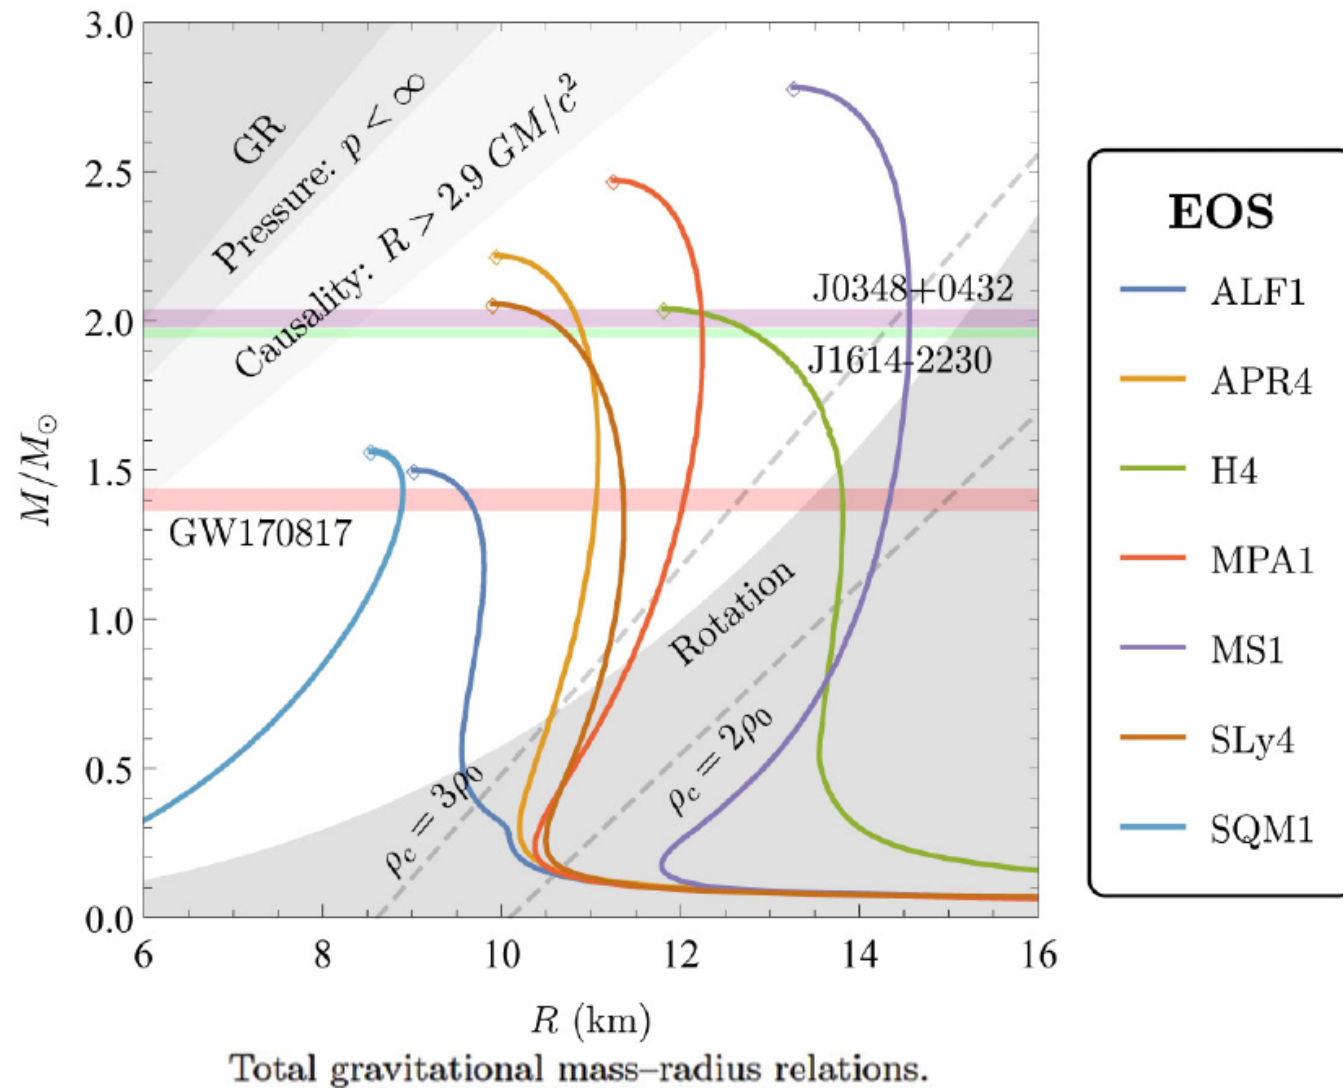 3.0
2.5
2.0
1.5
1.0
0.5
0.0
M/M⊙
GR
Pressure: p < ∞
Causality: R > 2.9 GM/c²
J0348+0432
J1614-2230
GW170817
Rotation
ρc = 3ρ0
ρc = 2ρ0
6 8 10 12 14 16
R (km)
EOS
ALF1
APR4
H4
MPA1
MS1
SLy4
SQM1
Total gravitational mass–radius relations.